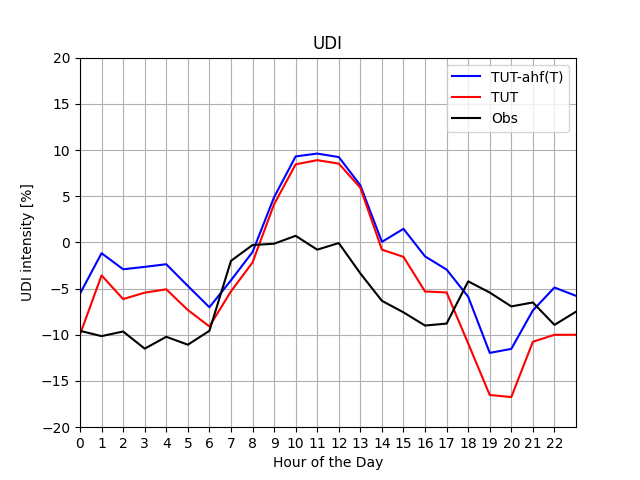 UDI
20
15
10
5
0
−5
−10
−15
−20
UDI intensity [%]
TUT-ahf(T)
TUT
Obs
0 1 2 3 4 5 6 7 8 9 10 11 12 13 14 15 16 17 18 19 20 21 22
Hour of the Day